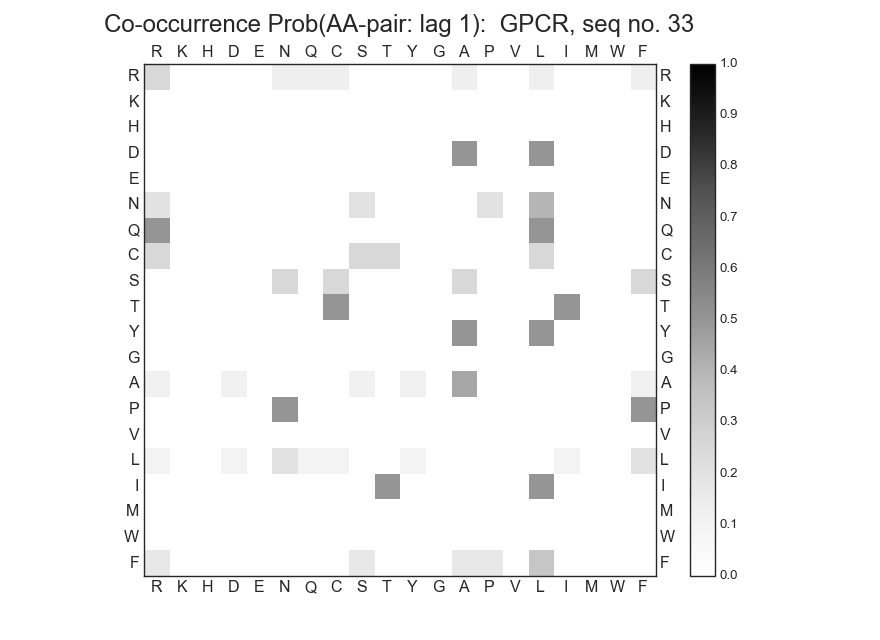 Co-occurrence Prob(AA-pair: lag 1):  GPCR, seq no. 33
R K H D E N Q C S T Y G A P V L I M W F
1.0
R R
K K
0.9
H H
D D
0.8
E E
0.7
N N
Q Q
0.6
C C
S S
T T
0.5
Y Y
G G
0.4
A A
P P
0.3
V V
L L
0.2
I I
M M
0.1
W W
F F
0.0
R K H D E N Q C S T Y G A P V L I M W F